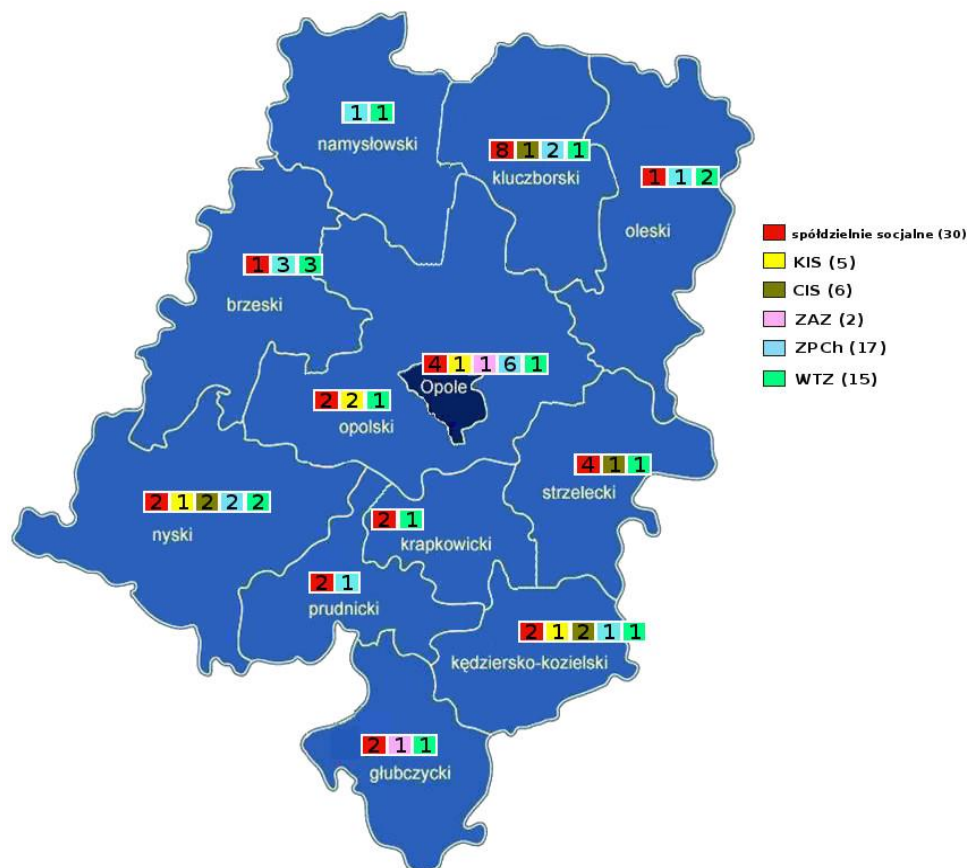 1 1
namysłowski
8 1 2 1
kluczborski
1 1 2
oleski
1 3 3
brzeski
4 1 1 6 1
Opole
2 2 1
opolski
4 1 1
strzelecki
2 1 2 2 2
nyski
2 1
krapkowicki
2 1
prudnicki
2 1 2 1 1
kędziersko-kozielski
2 1 1
głubczycki
spółdzielnie socjalne (30)
KIS (5)
CIS (6)
ZAZ (2)
ZPCh (17)
WTZ (15)